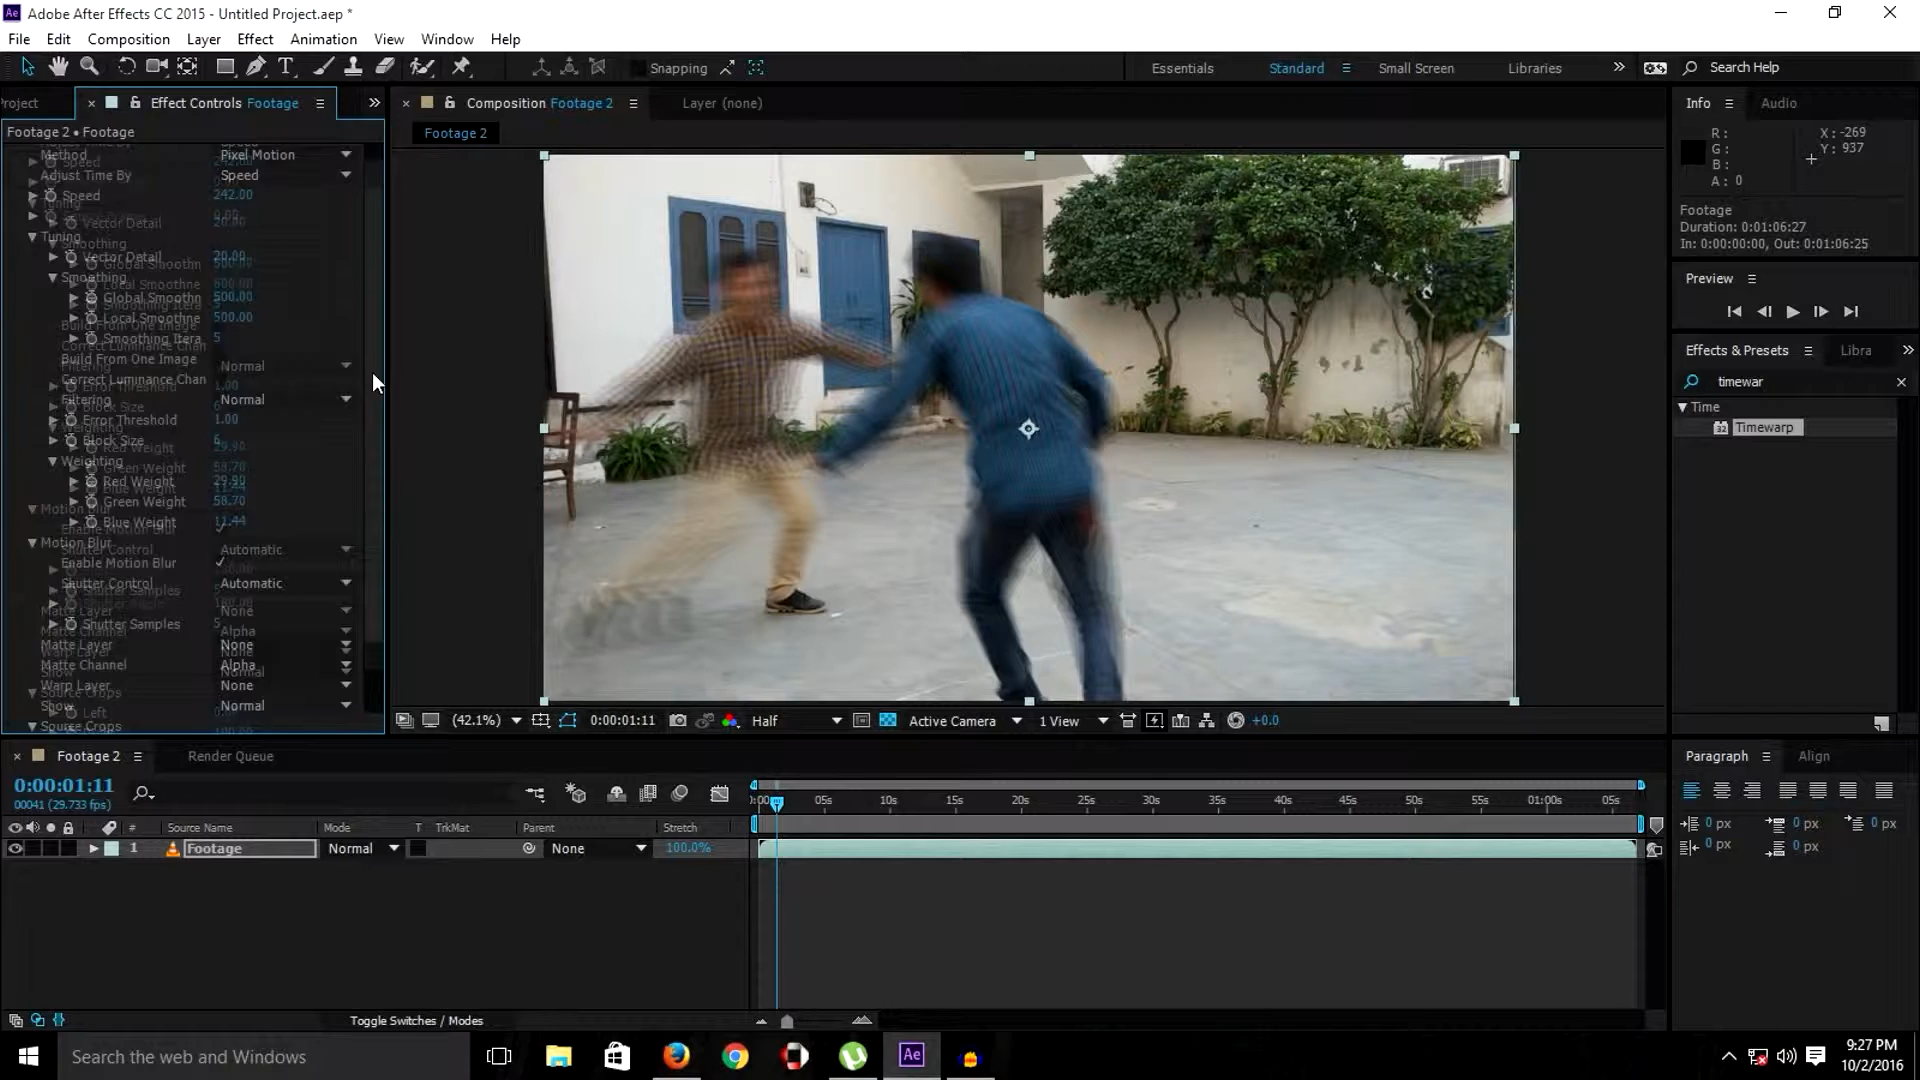 Adobe After Effects CC 2015 - Untitled Project.aep *
File Edit Composition Layer Effect Animation View Window Help
Snapping
Essentials Standard Small Screen Libraries Search Help
roject Effect Controls Footage
Composition Footage 2 Layer (none)
Info Audio
Footage 2 • Footage
Footage 2
R :
G :
B :
A : 0
X : -269
Y : 937
Footage
Duration: 0:01:06:27
In: 0:00:00:00, Out: 0:01:06:25
Preview
Effects & Presets Libra
timewar
Time
Timewarp
Method Pixel Motion
Adjust Time By Speed
Speed 242.00
Tuning
Vector Detail 20.00
Smoothing
Global Smoothn 500.00
Local Smoothne 500.00
Smoothing Itera 5
Build From One Image
Correct Luminance Chan
Filtering Normal
Error Threshold 1.00
Block Size 6
Weighting
Red Weight 29.90
Green Weight 58.70
Blue Weight 11.44
Motion Blur
Enable Motion Blur
Shutter Control Automatic
Shutter Samples 5
Matte Layer None
Matte Channel Alpha
Warp Layer None
Show Normal
Left
Source Crops
(42.1%) 0:00:01:11 Half Active Camera 1 View +0.0
Footage 2 Render Queue
0:00:01:11
00041 (29.733 fps)
# Source Name Mode T TrkMat Parent Stretch
1 Footage Normal None 100.0%
05s 10s 15s 20s 25s 30s 35s 40s 45s 50s 55s 01:00s 05s
Toggle Switches / Modes
Paragraph Align
0 px 0 px 0 px
0 px 0 px
Search the web and Windows
Ae
9:27 PM
10/2/2016